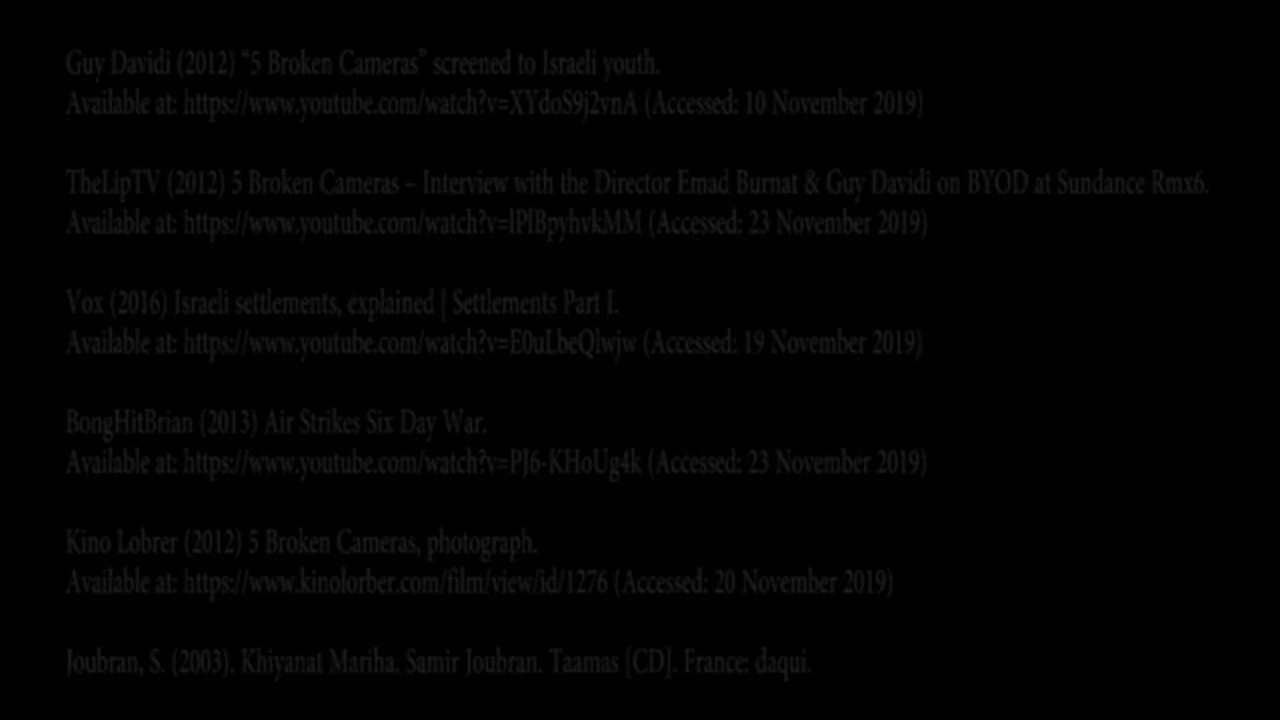 Guy Davidi (2012) “5 Broken Cameras” screened to Israeli youth.
Available at: https://www.youtube.com/watch?v=XYdoS9j2vnA (Accessed: 10 November 2019)
TheLipTV (2012) 5 Broken Cameras – Interview with the Director Emad Burnat & Guy Davidi on BYOD at Sundance Rmx6.
Available at: https://www.youtube.com/watch?v=lPlBpyhvkMM (Accessed: 23 November 2019)
Vox (2016) Israeli settlements, explained | Settlements Part I.
Available at: https://www.youtube.com/watch?v=E0uLbeQlwjw (Accessed: 19 November 2019)
BongHitBrian (2013) Air Strikes Six Day War.
Available at: https://www.youtube.com/watch?v=PJ6-KHoUg4k (Accessed: 23 November 2019)
Kino Lobrer (2012) 5 Broken Cameras, photograph.
Available at: https://www.kinolorber.com/film/view/id/1276 (Accessed: 20 November 2019)
Joubran, S. (2003). Khiyanat Mariha. Samir Joubran. Taamas [CD]. France: daqui.